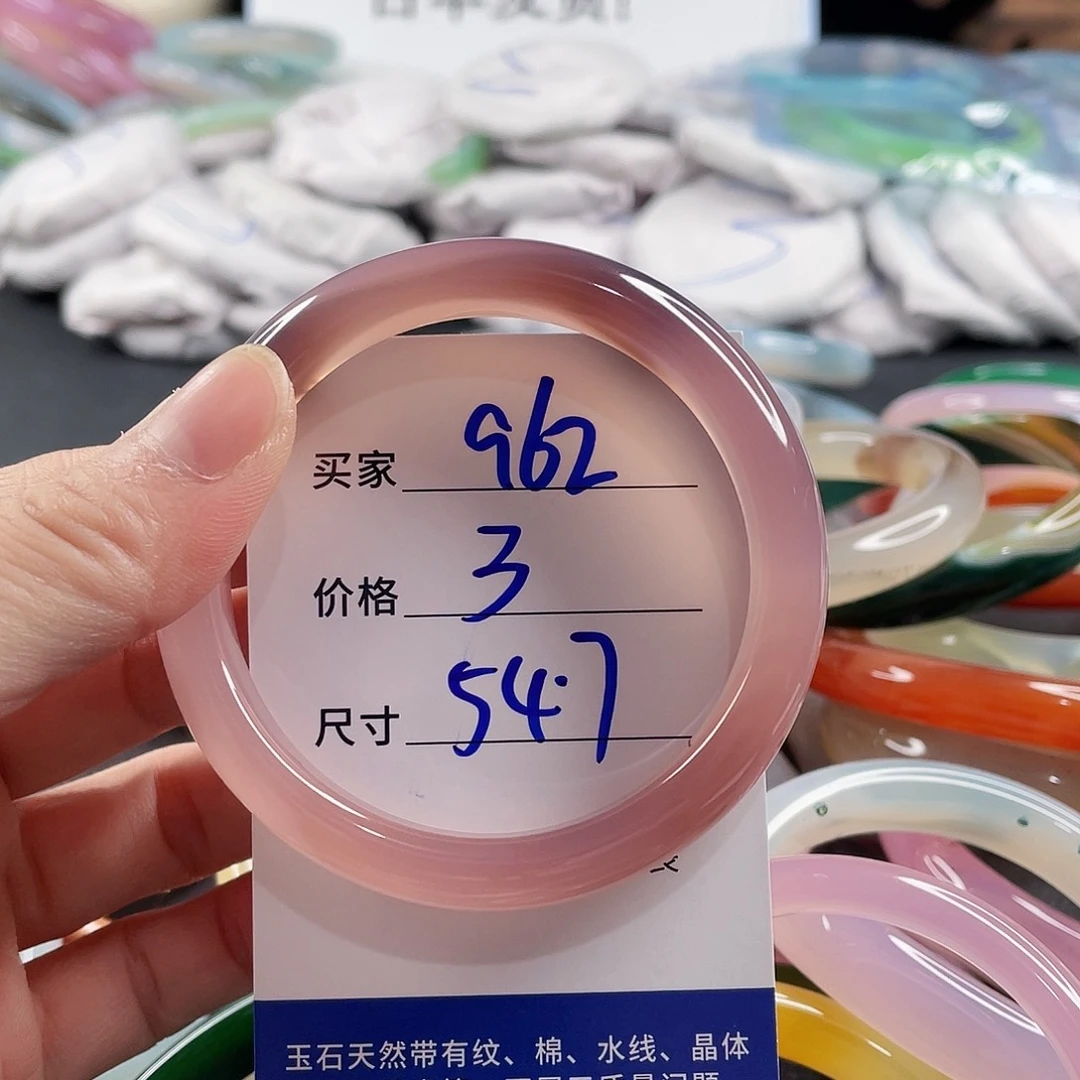 买家 962
价格 3
尺寸 54.7
玉石天然带有纹、棉、水线、晶体